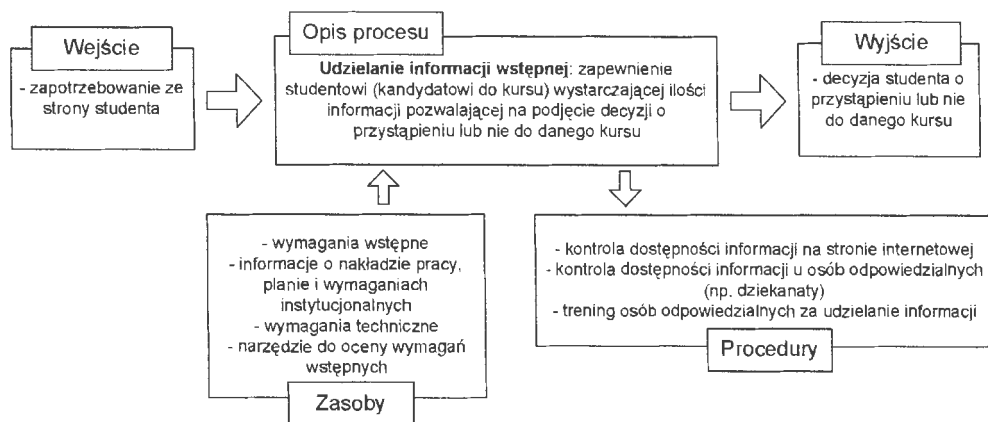 Wejście
- zapotrzebowanie ze
strony studenta
Opis procesu
Udzielanie informacji wstępnej: zapewnienie
studentowi (kandydatowi do kursu) wystarczającej ilości
informacji pozwalającej na podjęcie decyzji o
przystąpieniu lub nie do danego kursu
Wyjście
- decyzja studenta o
przystąpieniu lub nie
do danego kursu
- wymagania wstępne
- informacje o nakładzie pracy,
planie i wymaganiach
instytucjonalnych
- wymagania techniczne
- narzędzie do oceny wymagań
wstępnych
Zasoby
- kontrola dostępności informacji na stronie internetowej
- kontrola dostępności informacji u osób odpowiedzialnych
(np. dziekanaty)
- trening osób odpowiedzialnych za udzielanie informacji
Procedury